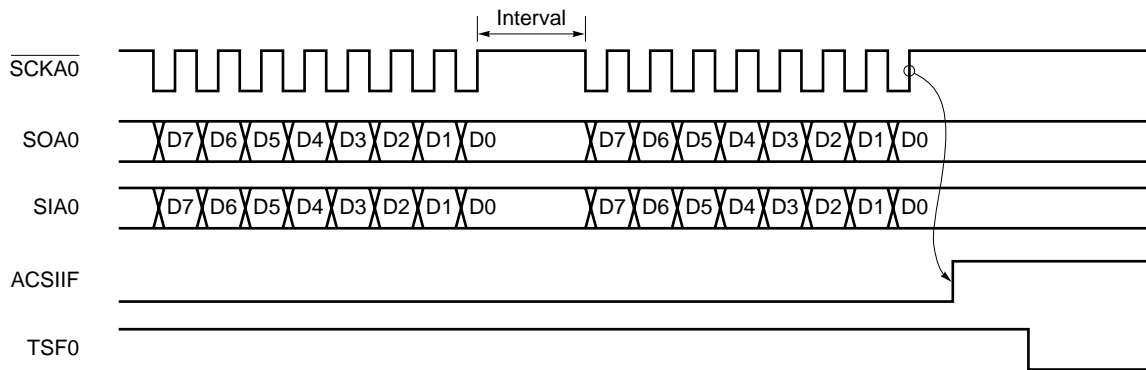 Interval
SCKA0
SOA0 D7 D6 D5 D4 D3 D2 D1 D0 D7 D6 D5 D4 D3 D2 D1 D0
SIA0 D7 D6 D5 D4 D3 D2 D1 D0 D7 D6 D5 D4 D3 D2 D1 D0
ACSIIF
TSF0